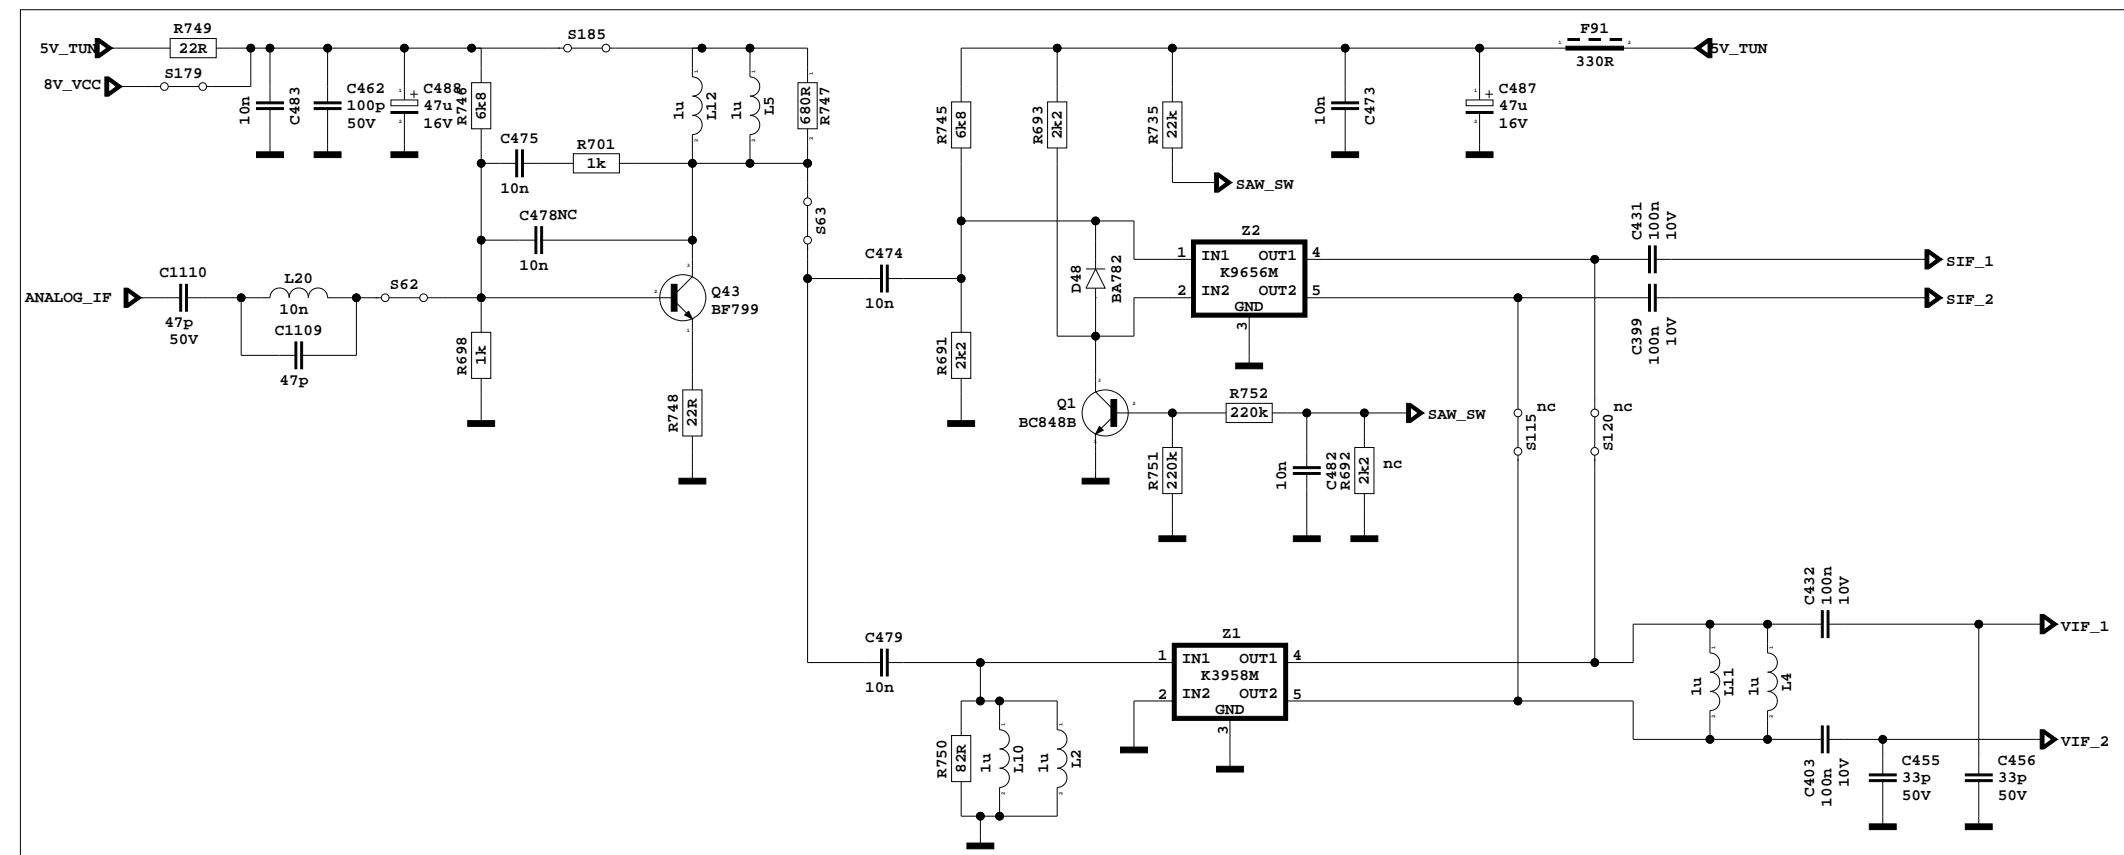 R749
22R
5V_TUN
S179
8V_VCC
10n
C483
C462
100p
50V
C488
47u
16V
R746
6k8
S185
1u
L12
1u
L5
680R
R747
C475
10n
R701
1k
C478NC
10n
S63
C1110
47p
50V
ANALOG_IF
L20
10n
C1109
47p
S62
Q43
BF799
R698
1k
R748
22R
C474
10n
R745
6k8
R693
2k2
R735
22k
SAW_SW
10n
C473
C487
47u
16V
F91
330R
5V_TUN
R691
2k2
D48
BA782
Z2
1 IN1 OUT1 4
K9656M
2 IN2 OUT2 5
GND
3
C431
100n
10V
SIF_1
SIF_2
C399
100n
10V
Q1
BC848B
R752
220k
SAW_SW
R751
220k
10n
C482
R692
2k2
nc
S115
nc
S120
nc
C479
10n
Z1
1 IN1 OUT1 4
K3958M
2 IN2 OUT2 5
GND
3
R750
82R
1u
L10
1u
L2
1u
L11
1u
L4
C432
100n
10V
VIF_1
VIF_2
C403
100n
10V
C455
33p
50V
C456
33p
50V